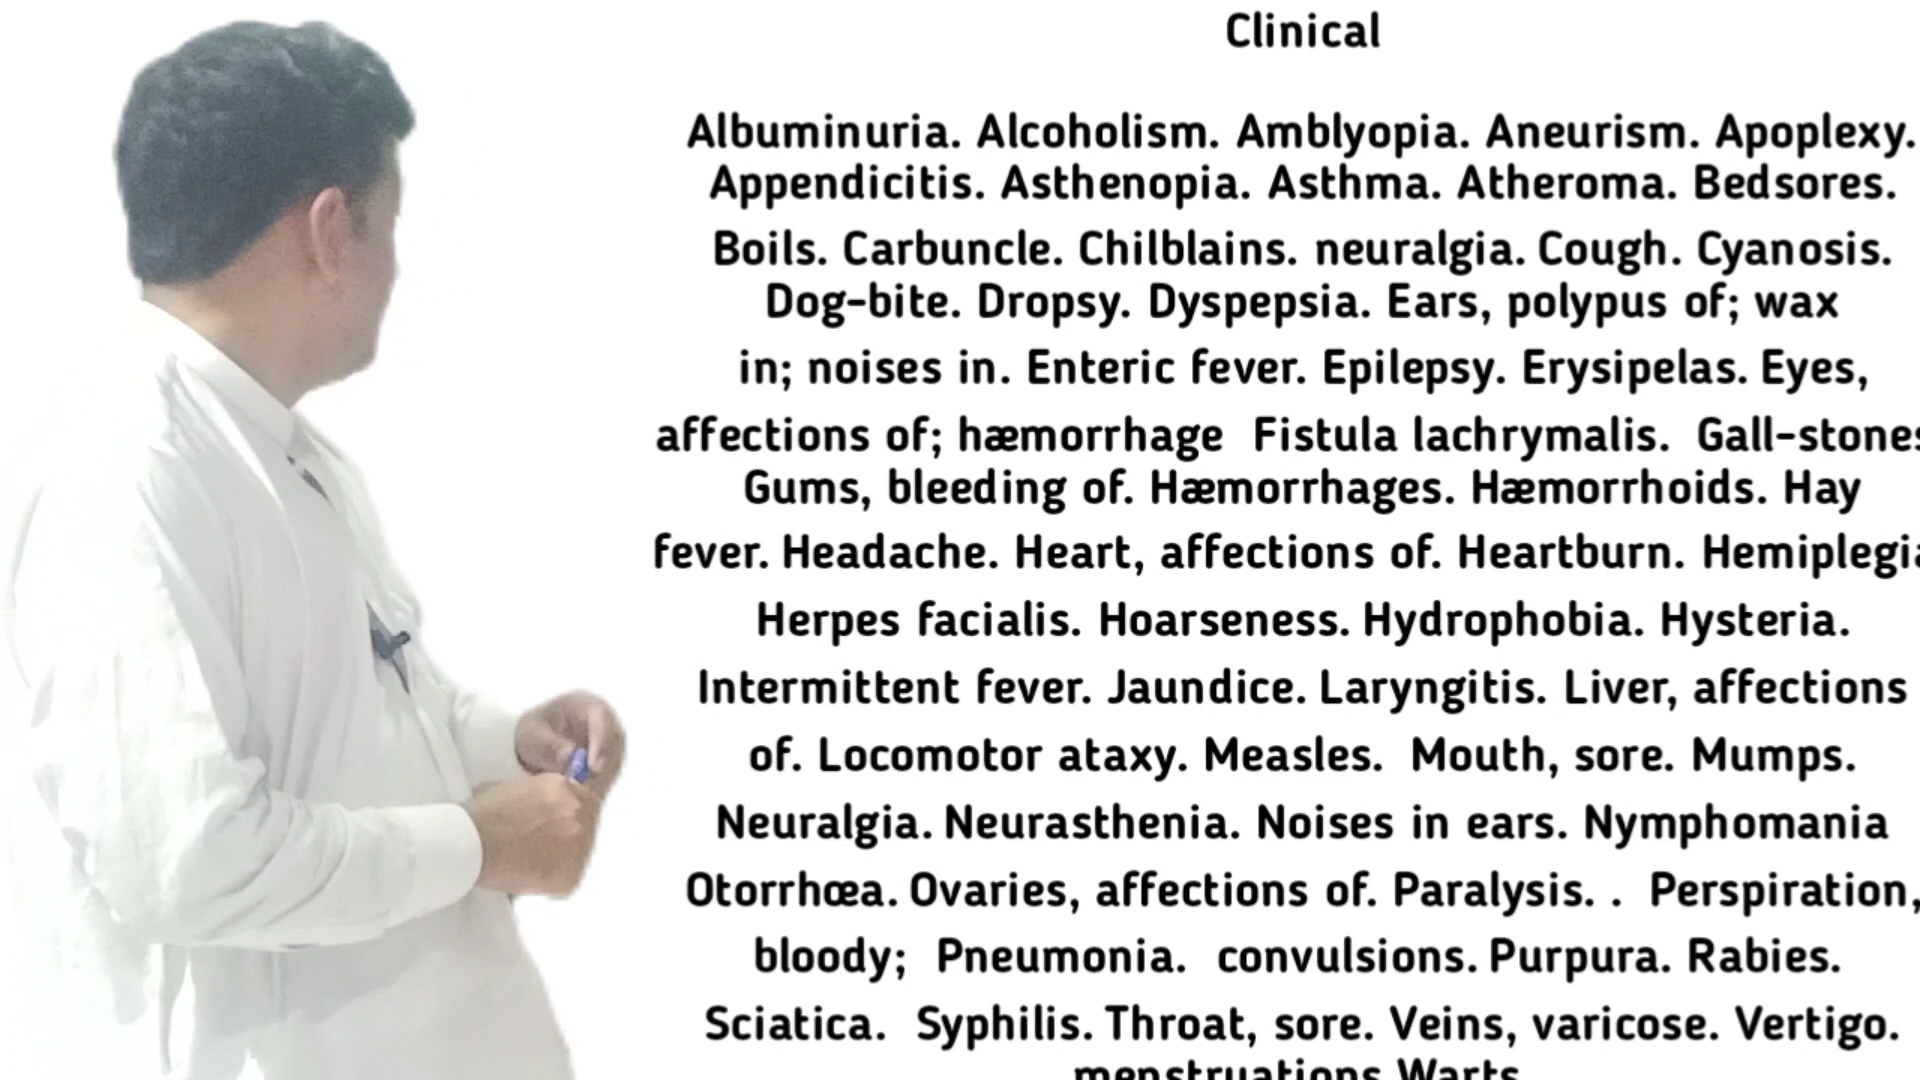 Clinical
Albuminuria. Alcoholism. Amblyopia. Aneurism. Apoplexy.
Appendicitis. Asthenopia. Asthma. Atheroma. Bedsores.
Boils. Carbuncle. Chilblains. neuralgia. Cough. Cyanosis.
Dog-bite. Dropsy. Dyspepsia. Ears, polypus of; wax
in; noises in. Enteric fever. Epilepsy. Erysipelas. Eyes,
affections of; hæmorrhage Fistula lachrymalis. Gall-stones
Gums, bleeding of. Hæmorrhages. Hæmorrhoids. Hay
fever. Headache. Heart, affections of. Heartburn. Hemiplegia
Herpes facialis. Hoarseness. Hydrophobia. Hysteria.
Intermittent fever. Jaundice. Laryngitis. Liver, affections
of. Locomotor ataxy. Measles. Mouth, sore. Mumps.
Neuralgia. Neurasthenia. Noises in ears. Nymphomania
Otorrhœa. Ovaries, affections of. Paralysis. . Perspiration,
bloody; Pneumonia. convulsions. Purpura. Rabies.
Sciatica. Syphilis. Throat, sore. Veins, varicose. Vertigo.
menstruations Warts